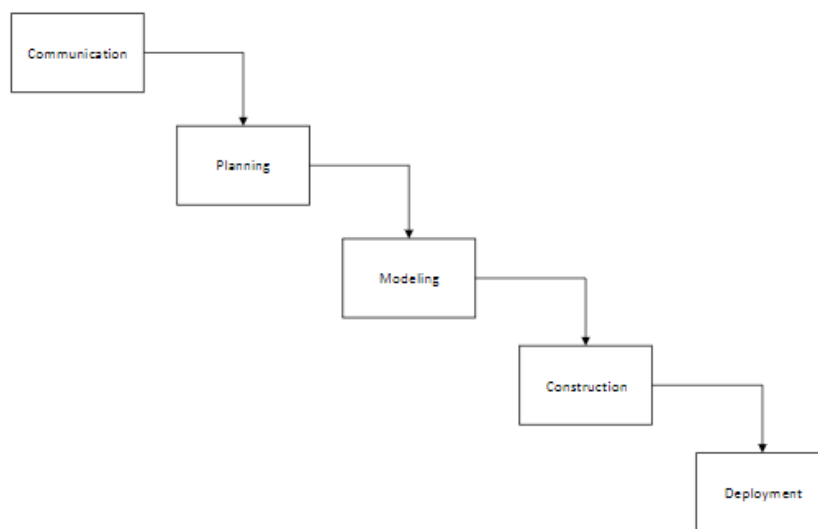 Communication
Planning
Modeling
Construction
Deployment